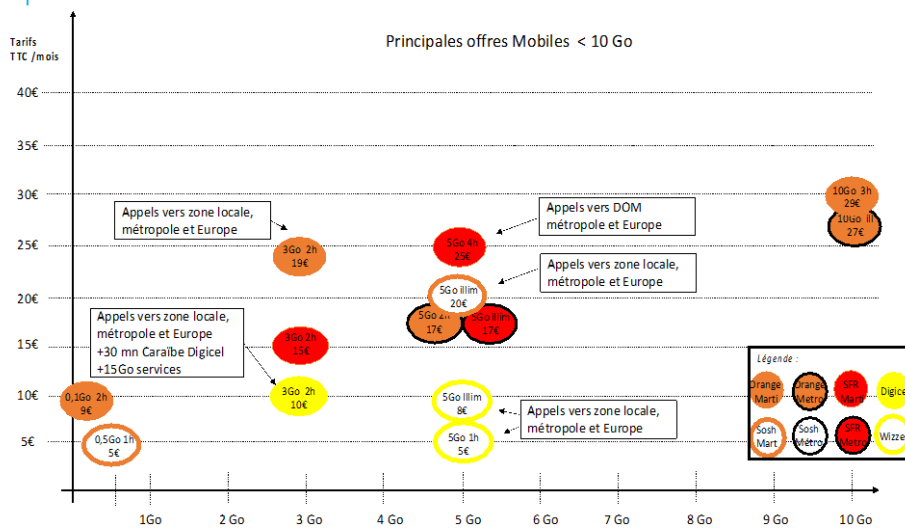 Tarifs
TTC /mois
Principales offres Mobiles < 10 Go
40€
35€
30€
25€
20€
15€
10€
5€
Appels vers zone locale,
métropole et Europe
3Go 2h
19€
Appels vers DOM
métropole et Europe
5Go 4h
25€
10Go 3h
29€
10Go ill
27€
Appels vers zone locale,
métropole et Europe
5Go illim
20€
5Go 2h
17€
5Go illim
17€
Appels vers zone locale,
métropole et Europe
+30 mn Caraïbe Digicel
+15Go services
3Go 2h
15€
3Go 2h
10€
0,1Go 2h
9€
0,5Go 1h
5€
5Go Illim
8€
5Go 1h
5€
Appels vers zone locale,
métropole et Europe
Légende :
Orange
Marti
Orange
Metro
SFR
Marti
Digice
Sosh
Mart
Sosh
Métro
SFR
Metro
Wizze
1Go
2 Go
3 Go
4 Go
5 Go
6 Go
7 Go
8 Go
9 Go
10 Go